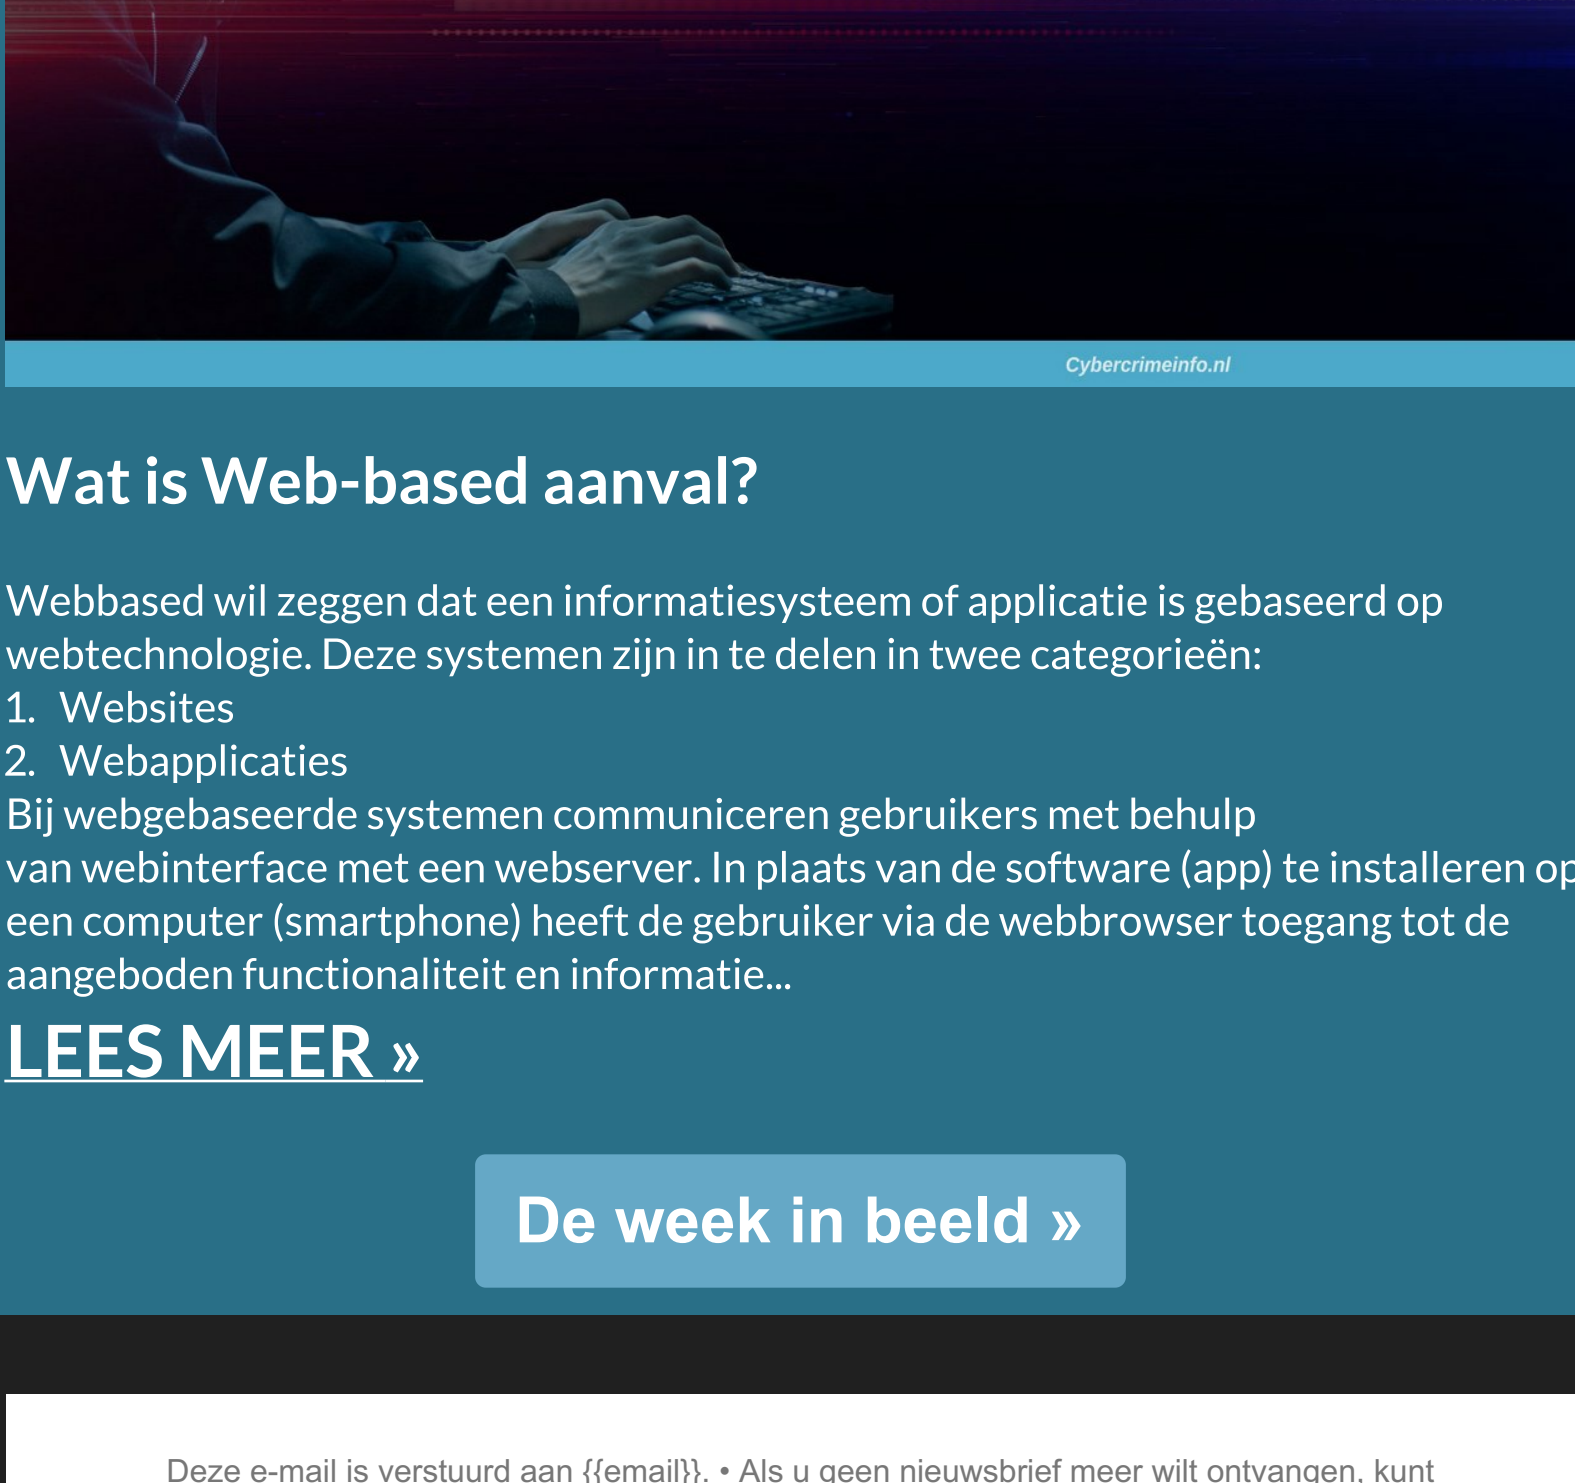 Cybercrimeinfo.nl
Wat is Web-based aanval?
Webbased wil zeggen dat een informatiesysteem of applicatie is gebaseerd op
webtechnologie. Deze systemen zijn in te delen in twee categorieën:
1. Websites
2. Webapplicaties
Bij webgebaseerde systemen communiceren gebruikers met behulp
van webinterface met een webserver. In plaats van de software (app) te installeren op
een computer (smartphone) heeft de gebruiker via de webbrowser toegang tot de
aangeboden functionaliteit en informatie...
LEES MEER »
De week in beeld »
Deze e-mail is verstuurd aan {{email}}. • Als u geen nieuwsbrief meer wilt ontvangen, kunt